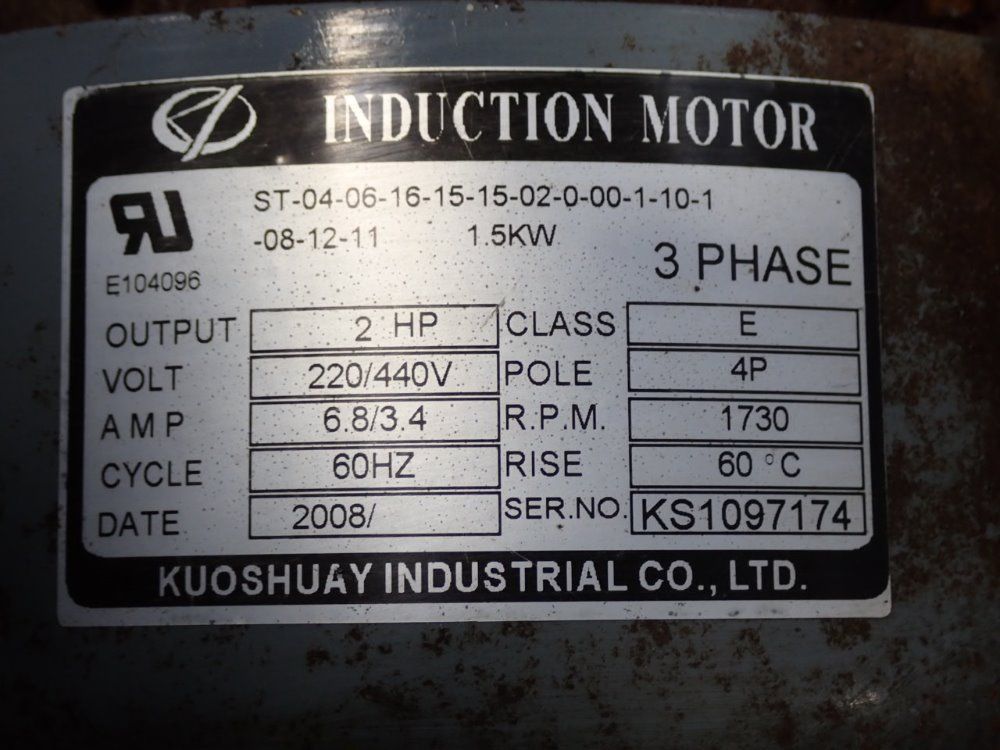 INDUCTION MOTOR
ST-04-06-16-15-15-02-0-00-1-10-1
-08-12-11 1.5KW
3 PHASE
E104096
OUTPUT 2 HP CLASS E
VOLT 220/440V POLE 4P
AMP 6.8/3.4 R.P.M. 1730
CYCLE 60HZ RISE 60 °C
DATE 2008/ SER.NO. KS1097174
KUOSHUAY INDUSTRIAL CO., LTD.